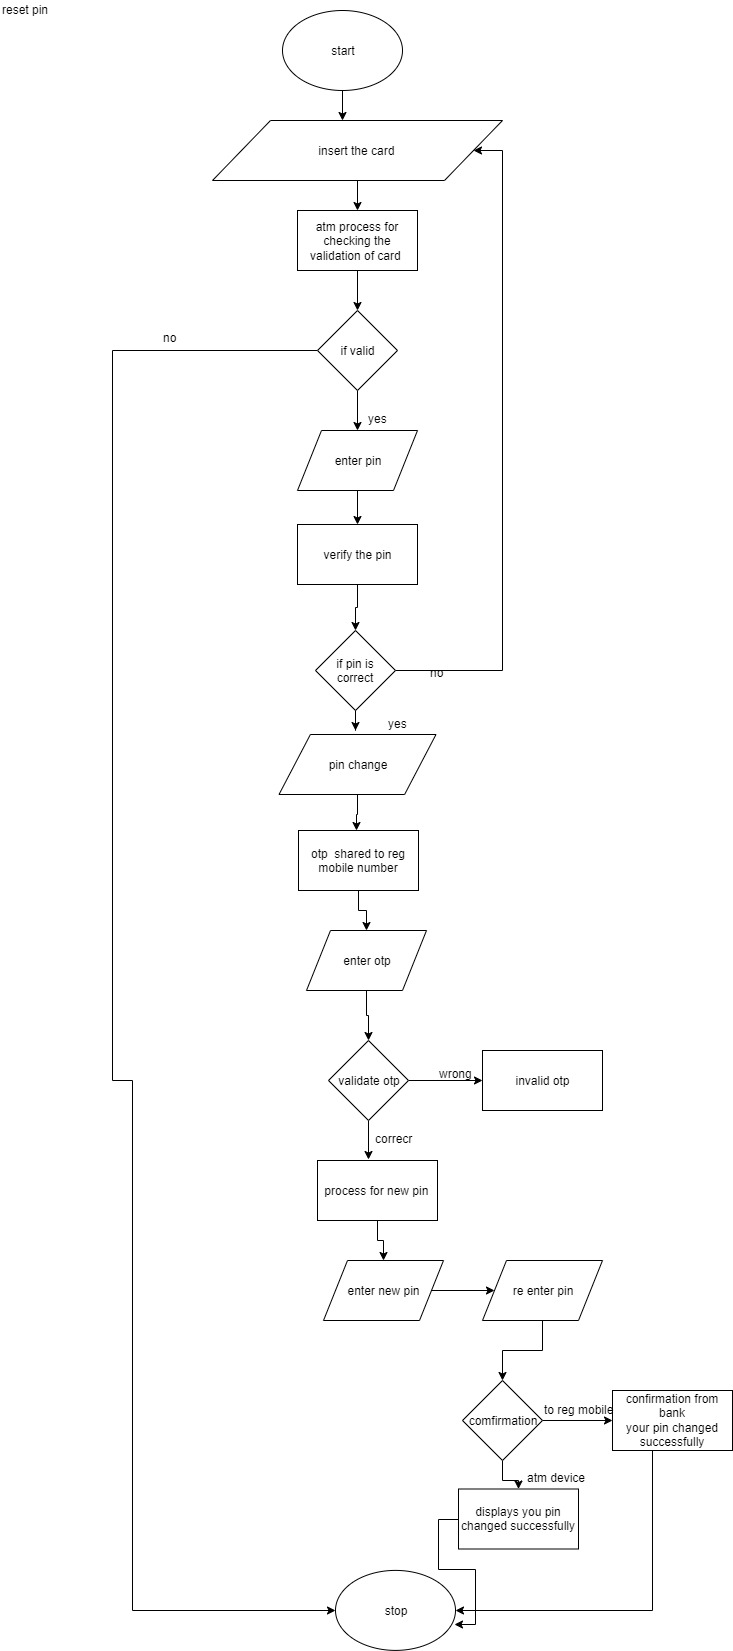 reset pin
start
insert the card
atm process for
checking the
validation of card
no
if valid
yes
enter pin
verify the pin
if pin is
correct
no
yes
pin change
otp shared to reg
mobile number
enter otp
validate otp
wrong
invalid otp
correcr
process for new pin
enter new pin
re enter pin
comfirmation
to reg mobile
confirmation from
bank
your pin changed
successfully
atm device
displays you pin
changed successfully
stop